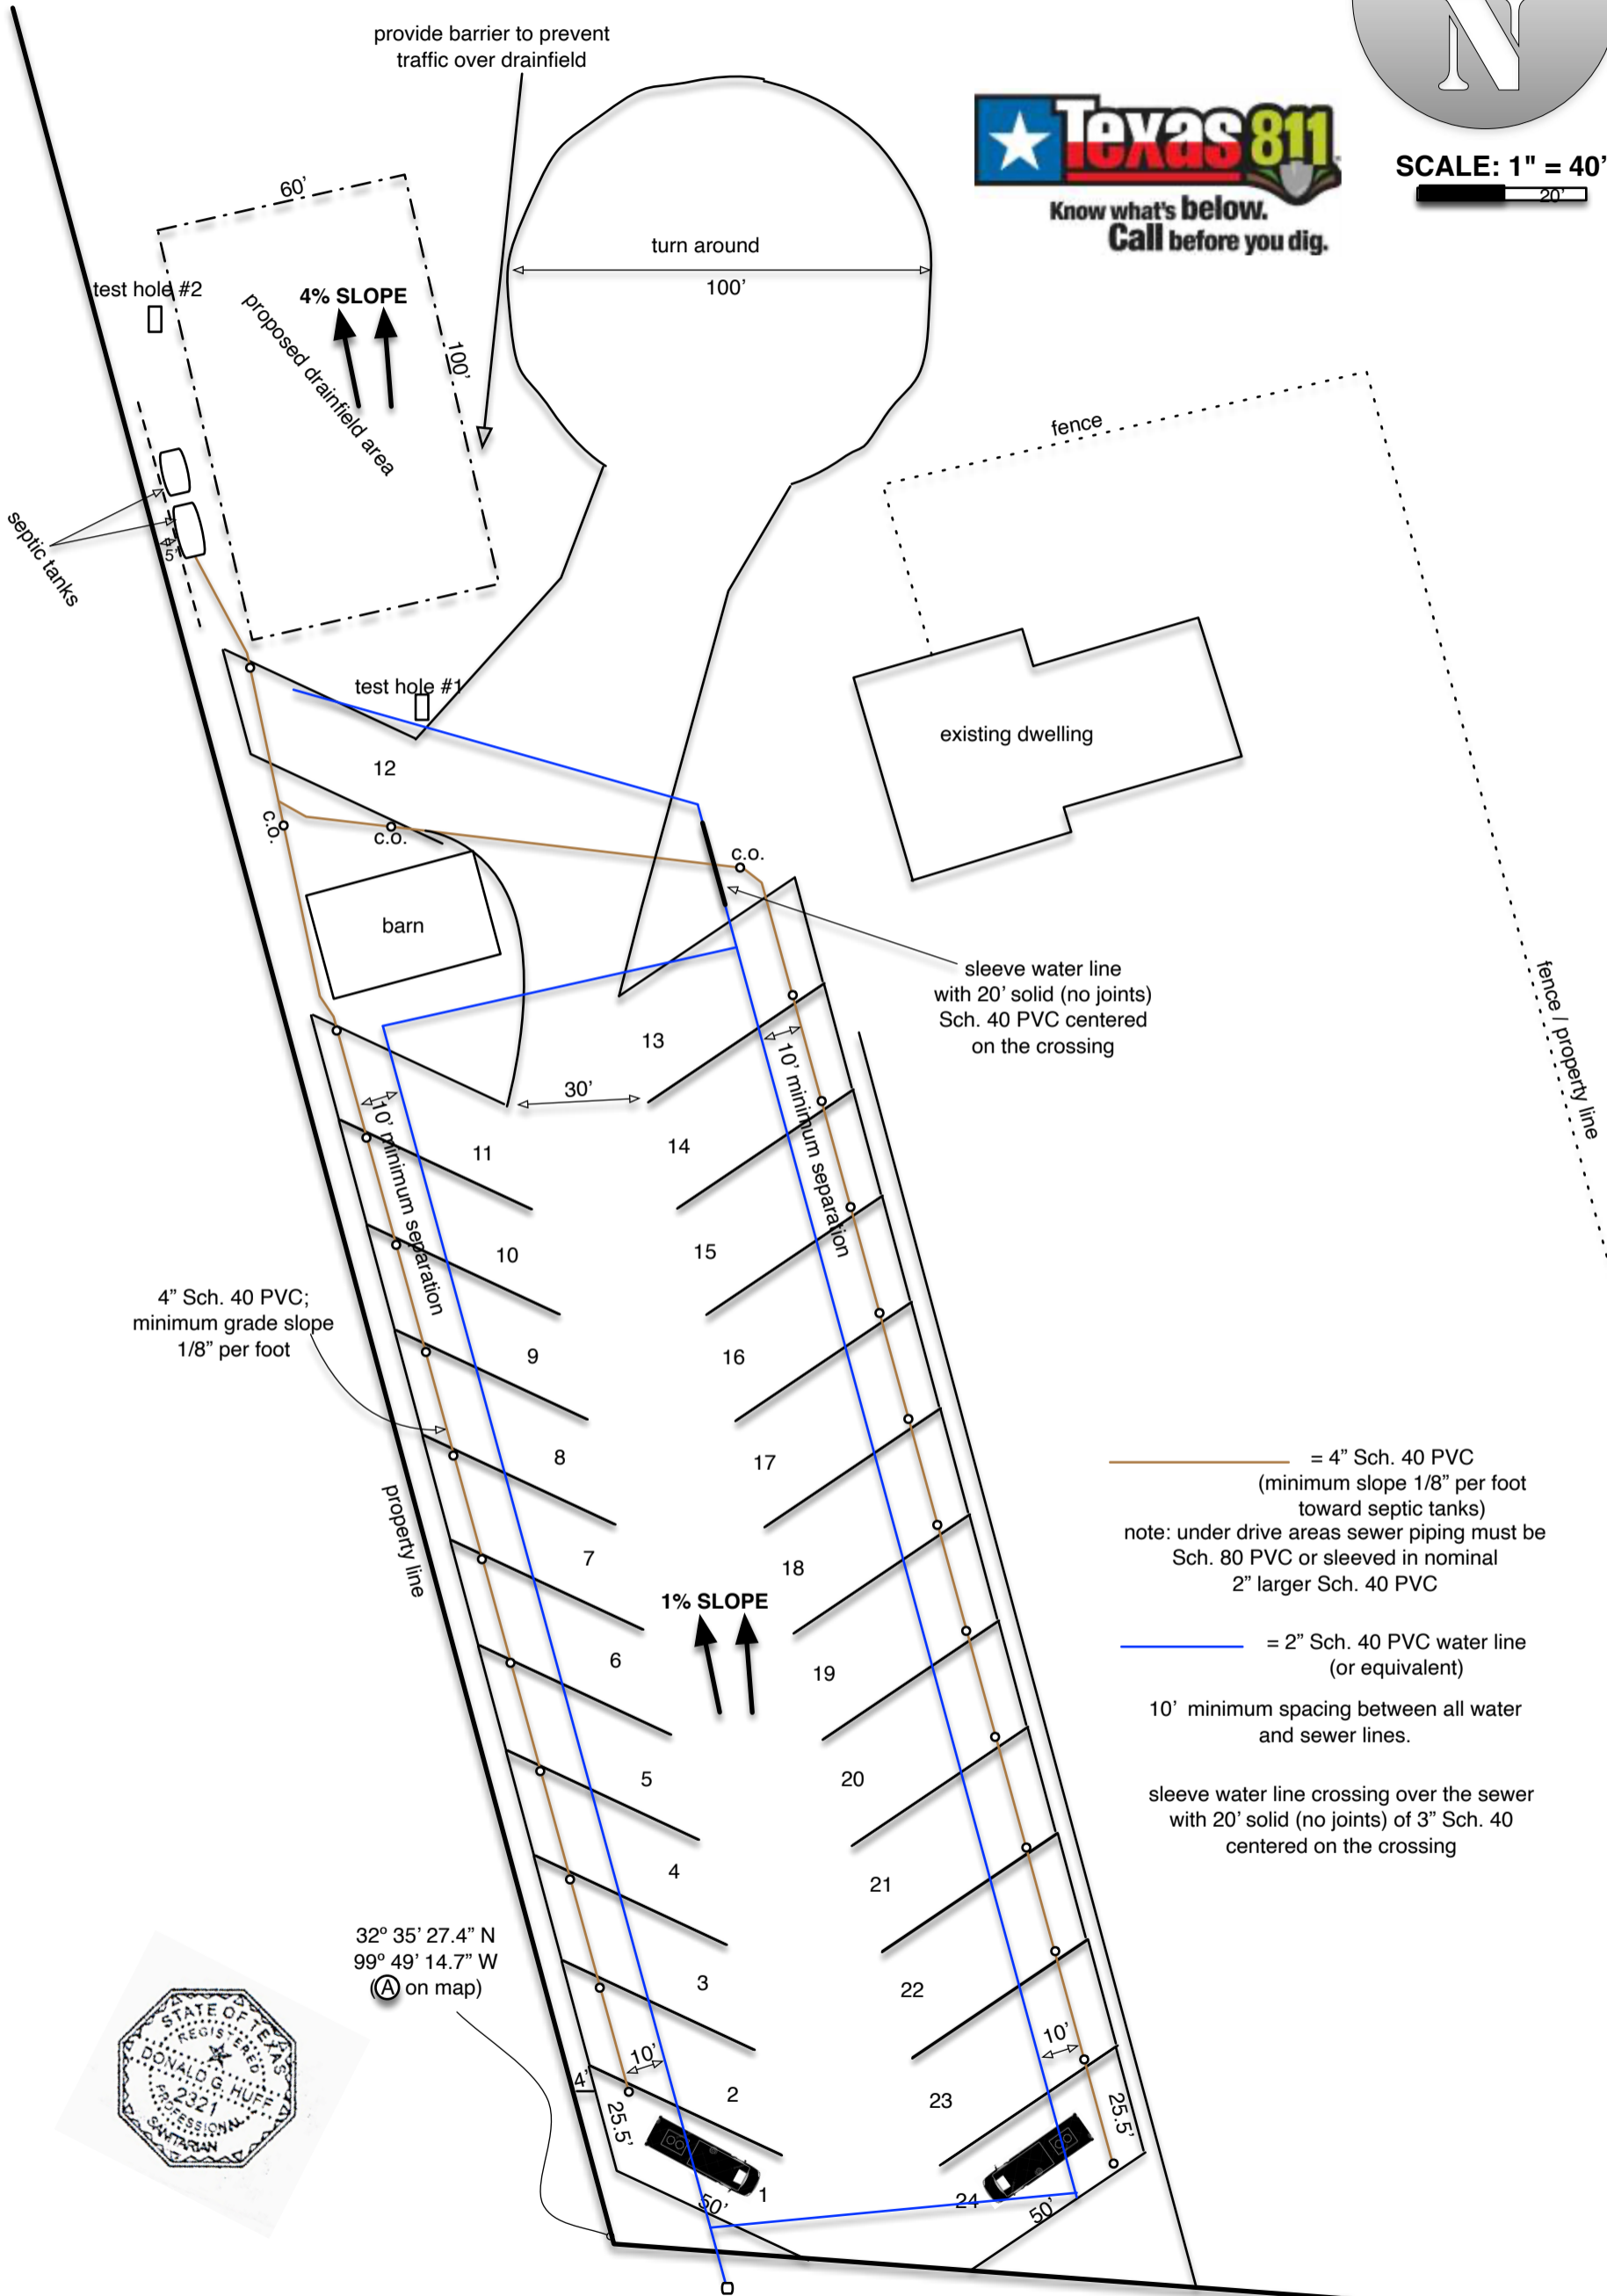 provide barrier to prevent
traffic over drainfield
N
Texas 811
Know what's below.
Call before you dig.
SCALE: 1" = 40'
20'
60'
turn around
100'
test hole #2
4% SLOPE
proposed drainfield area
100'
fence
septic tanks
5'
test hole #1
12
existing dwelling
c.o.
c.o.
c.o.
barn
sleeve water line
with 20' solid (no joints)
Sch. 40 PVC centered
on the crossing
fence / property line
13
10' minimum separation
30'
10' minimum separation
11
14
10
15
4" Sch. 40 PVC;
minimum grade slope
1/8" per foot
9
16
8
17
property line
7
18
1% SLOPE
6
19
= 4" Sch. 40 PVC
(minimum slope 1/8" per foot
toward septic tanks)
note: under drive areas sewer piping must be
Sch. 80 PVC or sleeved in nominal
2" larger Sch. 40 PVC
= 2" Sch. 40 PVC water line
(or equivalent)
10' minimum spacing between all water
and sewer lines.
sleeve water line crossing over the sewer
with 20' solid (no joints) of 3" Sch. 40
centered on the crossing
5
20
4
21
32º 35' 27.4" N
99º 49' 14.7" W
(A on map)
3
22
10'
10'
4'
2
23
25.5'
25.5'
1
24
50'
50'
STATE OF TEXAS
REGISTERED
DONALD G. HUFF
2321
PROFESSIONAL
SANITARIAN